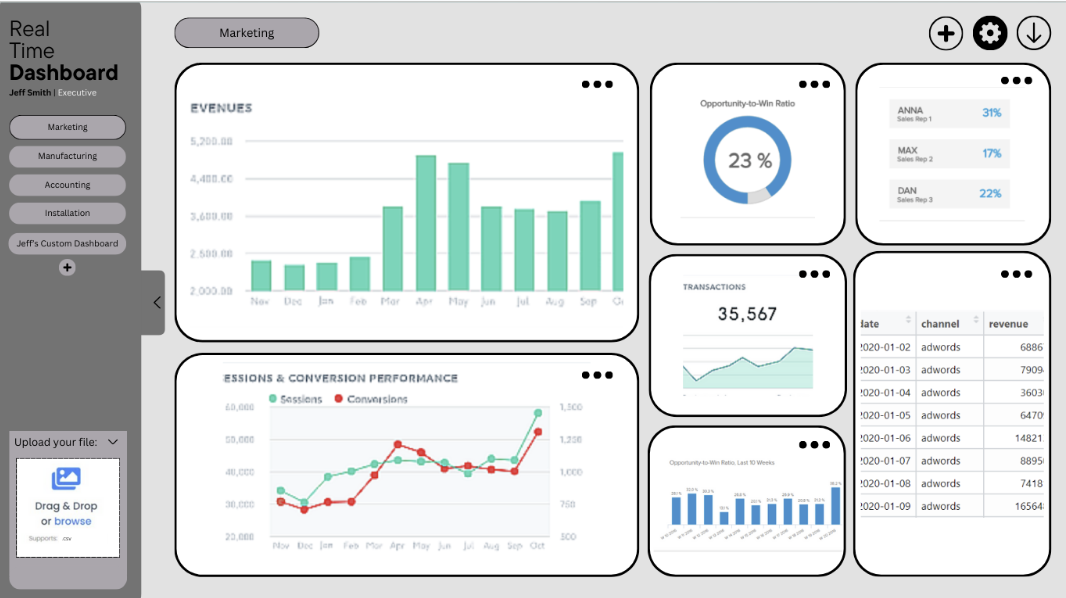 Real
Time
Dashboard
Jeff Smith | Executive
Marketing
Manufacturing
Accounting
Installation
Jeff's Custom Dashboard
Upload your file:
Drag & Drop
or browse
Supports: .csv
Marketing
EVENUES
5,200.00
4,400.00
3,600.00
2,500.00
2,000.00
Nov Dec Jan Feb Mar Apr May Jun Jul Aug Sep
Opportunity-to-Win Ratio
23 %
ANNA 31%
Sales Rep 1
MAX 17%
Sales Rep 2
DAN 22%
Sales Rep 3
TRANSACTIONS
35,567
ESSIONS & CONVERSION PERFORMANCE
Sessions Conversions
60,000 1,500
50,000 1,250
40,000 1,000
30,000 750
20,000 500
Nov Dec Jan Feb Mar Apr May Jun Jul Aug Sep Oct
Opportunity-to-Win Ratio, Last 10 Weeks
date channel revenue
2020-01-02 adwords 6886
2020-01-03 adwords 7909
2020-01-04 adwords 3603
2020-01-05 adwords 6470
2020-01-06 adwords 14821
2020-01-07 adwords 8895
2020-01-08 adwords 7418
2020-01-09 adwords 16564